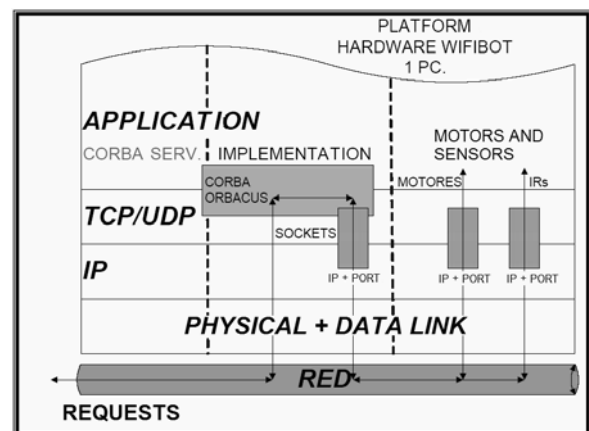 PLATFORM
HARDWARE WIFIBOT
1 PC.
APPLICATION
CORBA SERV.
IMPLEMENTATION
MOTORS AND
SENSORS
CORBA
ORBACUS
MOTORES
IRs
TCP/UDP
SOCKETS
IP
IP + PORT
IP + PORT
IP + PORT
PHYSICAL + DATA LINK
RED
REQUESTS